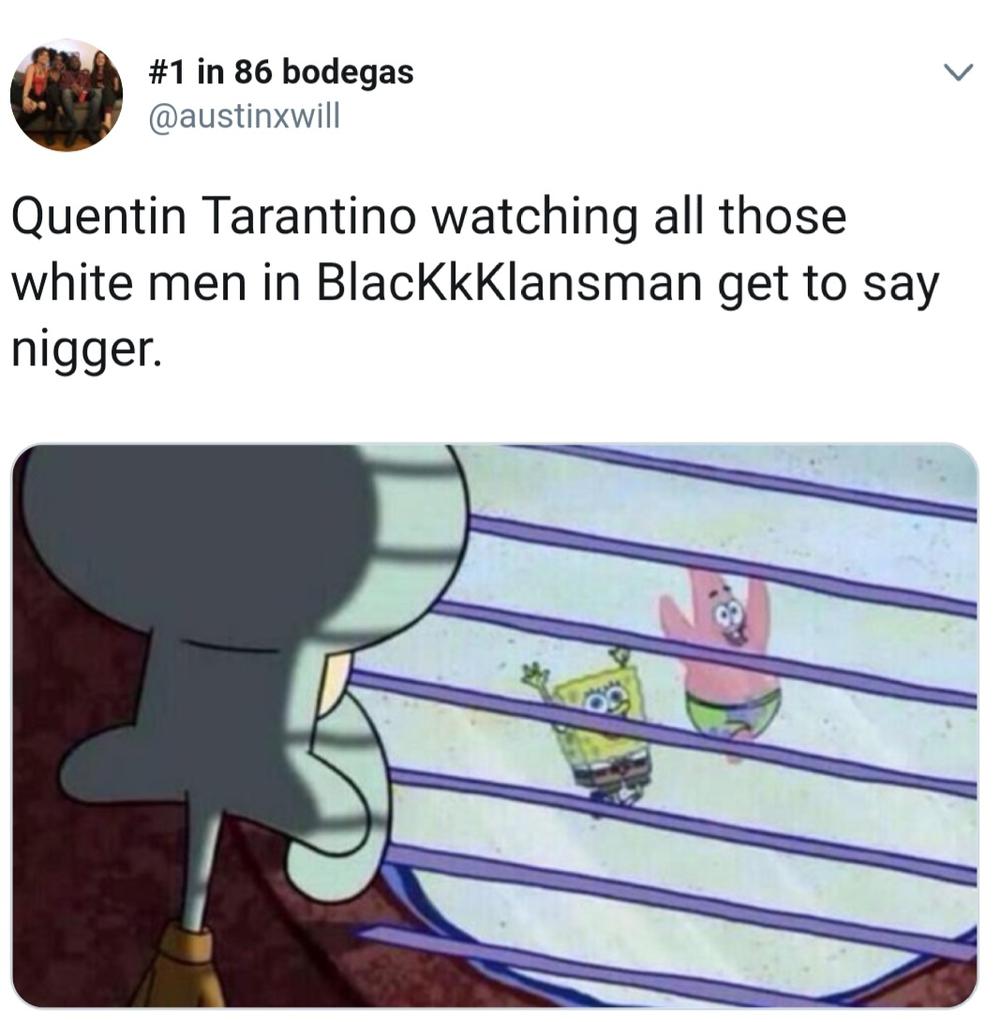 #1 in 86 bodegas
@austinxwill
Quentin Tarantino watching all those
white men in BlacKkKlansman get to say
nigger.